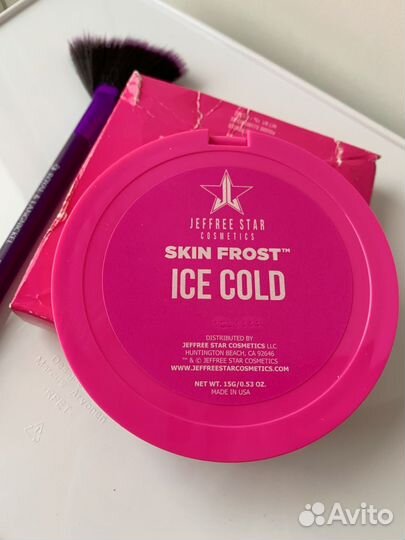 JEFFREE STAR
COSMETICS
SKIN FROST™
ICE COLD
DISTRIBUTED BY
JEFFREE STAR COSMETICS LLC
HUNTINGTON BEACH, CA 92646
™ & © JEFFREE STAR COSMETICS
WWW.JEFFREESTARCOSMETICS.COM
NET WT. 15G/0.53 OZ.
MADE IN USA
Avito